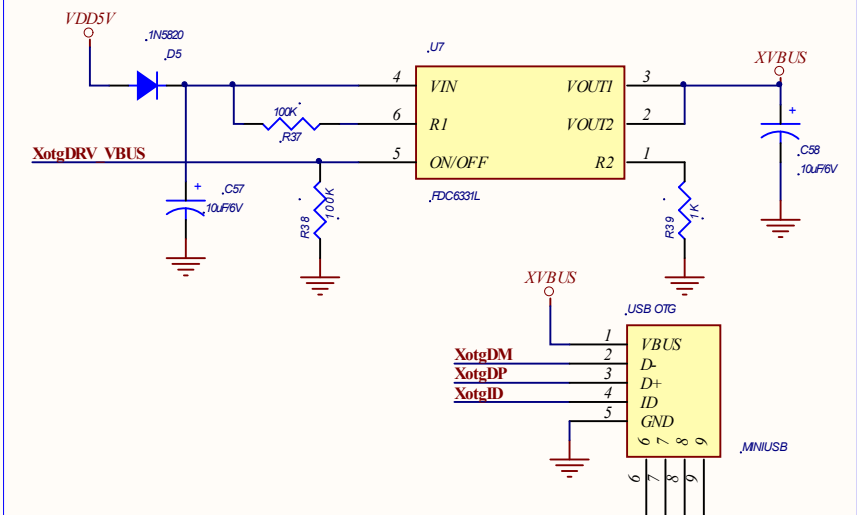 VDD5V
1N5820
D5
U7
XVBUS
4 VIN VOUT1 3
100K
R37
6 R1 VOUT2 2
XotgDRV_VBUS
5 ON/OFF R2 1
FDC6331L
C57
10uF/6V
R38
100K
R39
1K
C58
10uF/6V
XVBUS
USB OTG
1 VBUS
XotgDM 2 D-
XotgDP 3 D+
XotgID 4 ID
5 GND
6 7 8 9
MINIUSB
6 7 8 9